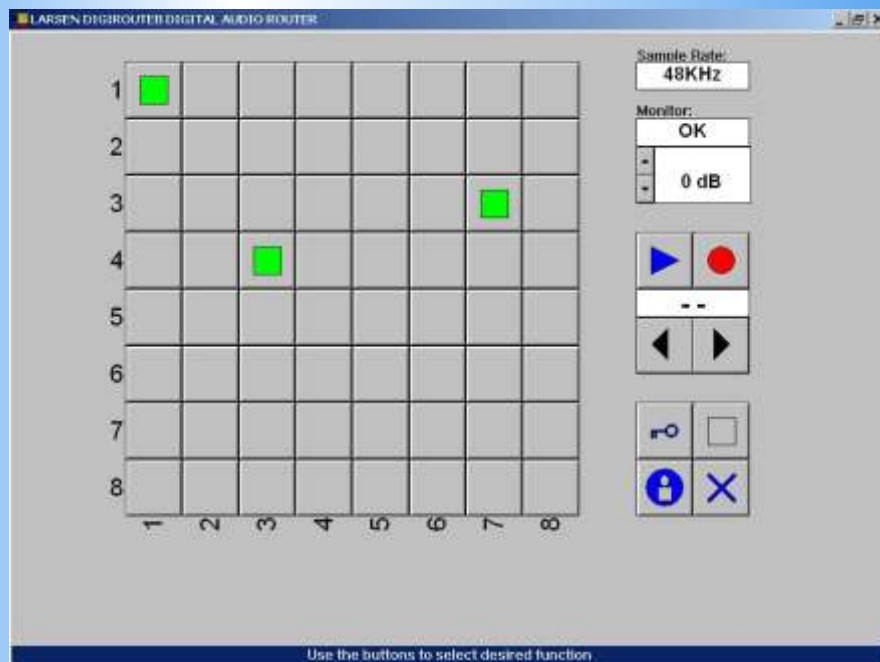 LARSEN DIGIROUTE8 DIGITAL AUDIO ROUTER
Sample Rate:
48KHz
Monitor:
OK
0 dB
- -
1
2
3
4
5
6
7
8
1 2 3 4 5 6 7 8
Use the buttons to select desired function